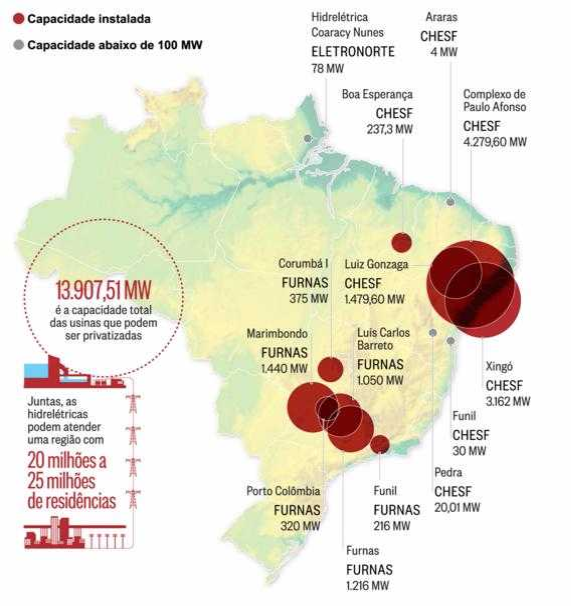 Capacidade instalada
Capacidade abaixo de 100 MW
Hidrelétrica
Coaracy Nunes
ELETRONORTE
78 MW
Araras
CHESF
4 MW
Boa Esperança
CHESF
237,3 MW
Complexo de
Paulo Afonso
CHESF
4.279,60 MW
Corumbá I
FURNAS
375 MW
Luiz Gonzaga
CHESF
1.479,60 MW
13.907,51 MW
é a capacidade total
das usinas que podem
ser privatizadas
Marimbondo
FURNAS
1.440 MW
Luís Carlos
Barreto
FURNAS
1.050 MW
Xingó
CHESF
3.162 MW
Juntas, as
hidrelétricas
podem atender
uma região com
20 milhões a
25 milhões
de residências
Funil
CHESF
30 MW
Pedra
CHESF
20,01 MW
Porto Colômbia
FURNAS
320 MW
Funil
FURNAS
216 MW
Furnas
FURNAS
1.216 MW